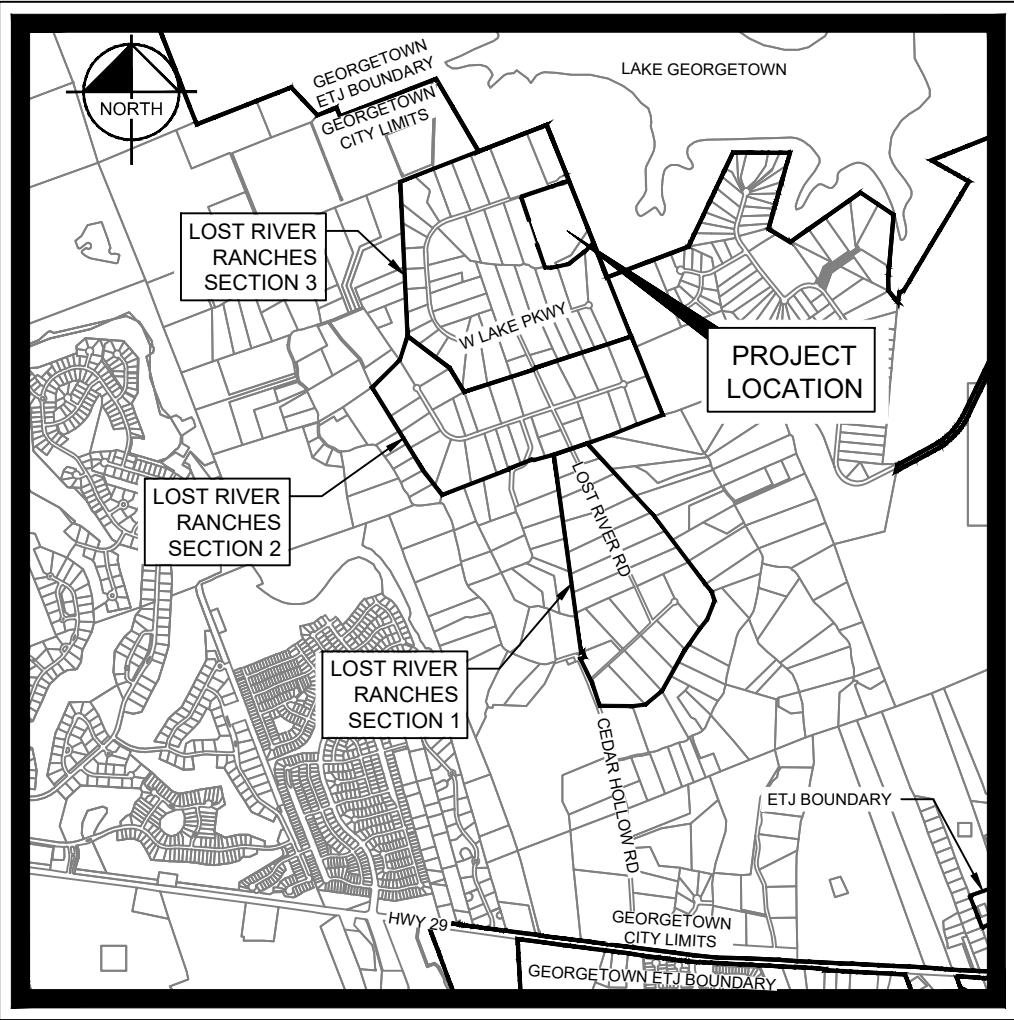 NORTH
GEORGETOWN
ETJ BOUNDARY
GEORGETOWN
CITY LIMITS
LAKE GEORGETOWN
LOST RIVER
RANCHES
SECTION 3
W LAKE PKWY
PROJECT
LOCATION
LOST RIVER
RANCHES
SECTION 2
LOST RIVER RD
LOST RIVER
RANCHES
SECTION 1
CEDAR HOLLOW RD
ETJ BOUNDARY
HWY 29
GEORGETOWN
CITY LIMITS
GEORGETOWN ETJ BOUNDARY